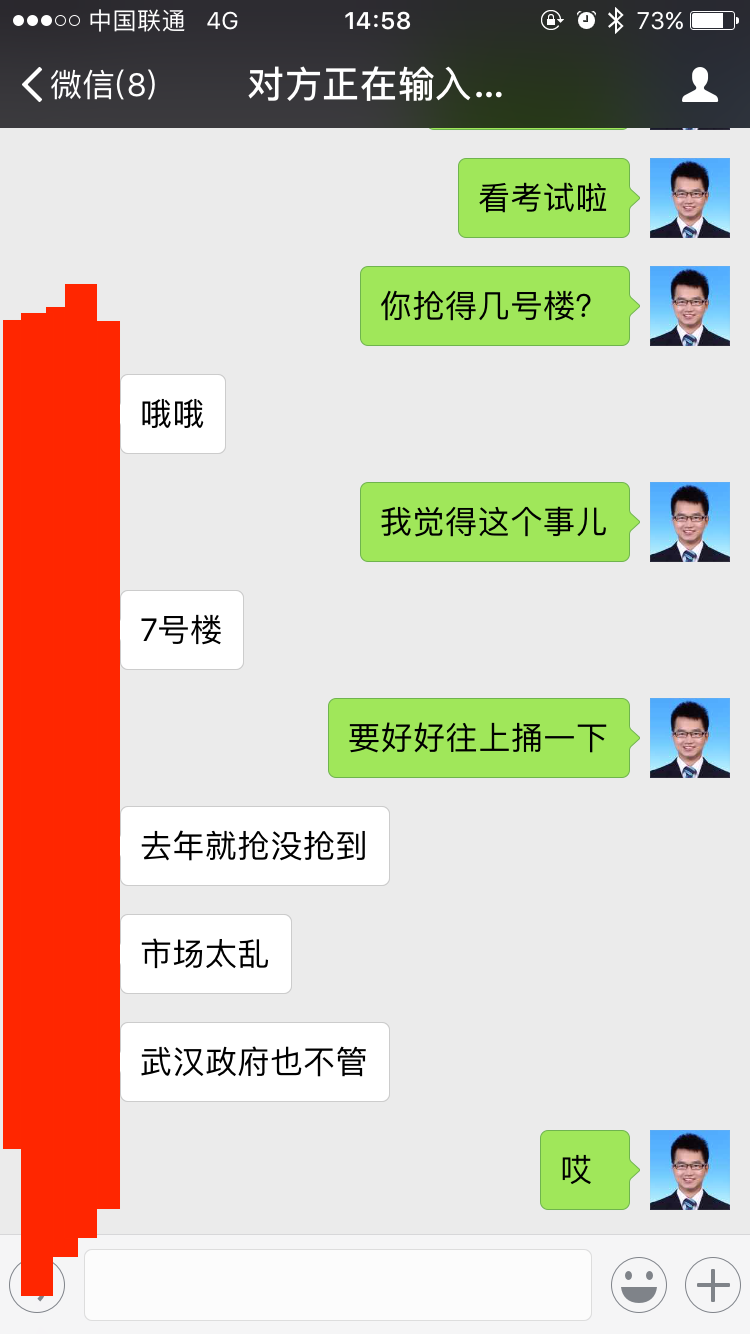 中国联通 4G 14:58 73%
微信(8) 对方正在输入...
看考试啦
你抢得几号楼?
哦哦
我觉得这个事儿
7号楼
要好好往上捅一下
去年就抢没抢到
市场太乱
武汉政府也不管
哎